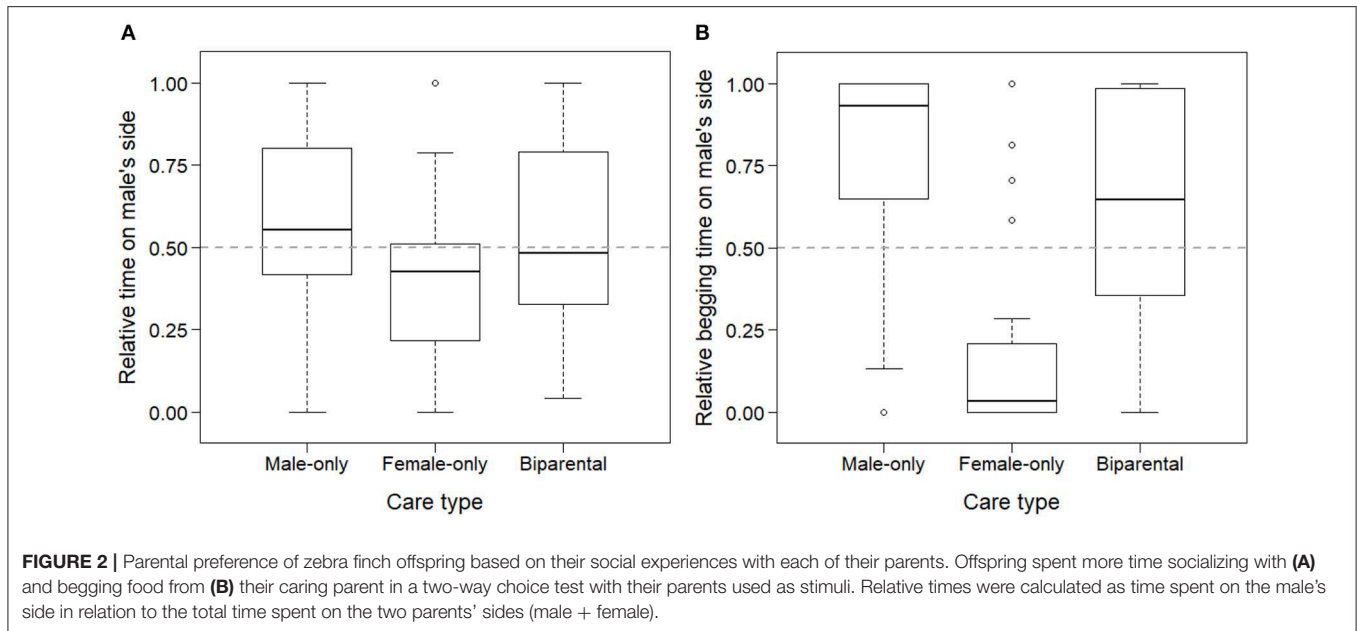 A
Relative time on male's side
1.00
0.75
0.50
0.25
0.00
Male-only
Female-only
Biparental
Care type
B
Relative begging time on male's side
1.00
0.75
0.50
0.25
0.00
Male-only
Female-only
Biparental
Care type
FIGURE 2 | Parental preference of zebra finch offspring based on their social experiences with each of their parents. Offspring spent more time socializing with (A)
and begging food from (B) their caring parent in a two-way choice test with their parents used as stimuli. Relative times were calculated as time spent on the male's
side in relation to the total time spent on the two parents' sides (male + female).